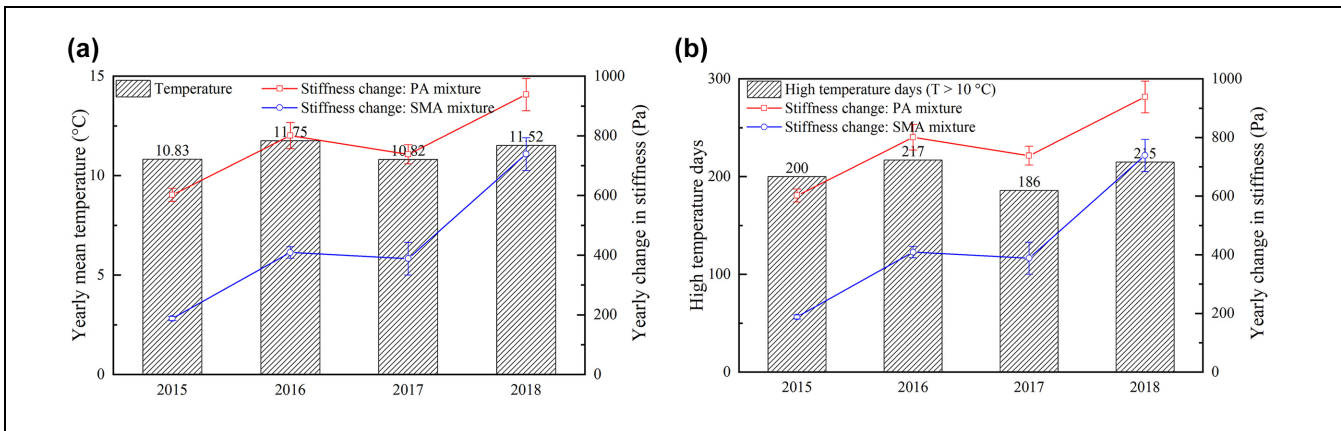 (a)
Temperature
Stiffness change: PA mixture
Stiffness change: SMA mixture
Yearly mean temperature (°C)
15
10
5
0
10.83
11.75
10.82
11.52
2015
2016
2017
2018
1000
800
600
400
200
0
Yearly change in stiffness (Pa)
(b)
High temperature days (T > 10 °C)
Stiffness change: PA mixture
Stiffness change: SMA mixture
High temperature days
300
200
100
0
200
217
186
2015
2016
2017
2018
1000
800
600
400
200
0
Yearly change in stiffness (Pa)